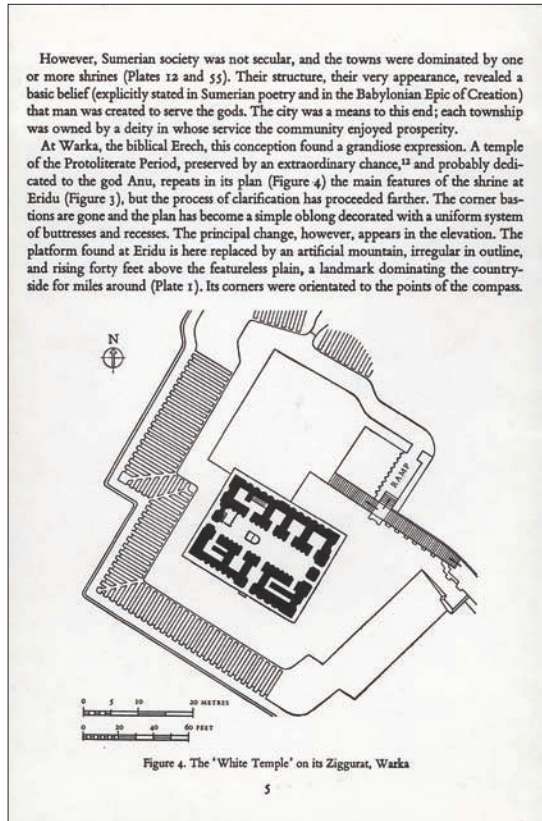 However, Sumerian society was not secular, and the towns were dominated by one
or more shrines (Plates 12 and 55). Their structure, their very appearance, revealed a
basic belief (explicitly stated in Sumerian poetry and in the Babylonian Epic of Creation)
that man was created to serve the gods. The city was a means to this end; each township
was owned by a deity in whose service the community enjoyed prosperity.
At Warka, the biblical Erech, this conception found a grandiose expression. A temple
of the Protoliterate Period, preserved by an extraordinary chance,¹² and probably dedi-
cated to the god Anu, repeats in its plan (Figure 4) the main features of the shrine at
Eridu (Figure 3), but the process of clarification has proceeded farther. The corner bas-
tions are gone and the plan has become a simple oblong decorated with a uniform system
of buttresses and recesses. The principal change, however, appears in the elevation. The
platform found at Eridu is here replaced by an artificial mountain, irregular in outline,
and rising forty feet above the featureless plain, a landmark dominating the country-
side for miles around (Plate 1). Its corners were orientated to the points of the compass.
N
RAMP
0 5 10 20 METRES
0 20 40 60 FEET
Figure 4. The 'White Temple' on its Ziggurat, Warka
5